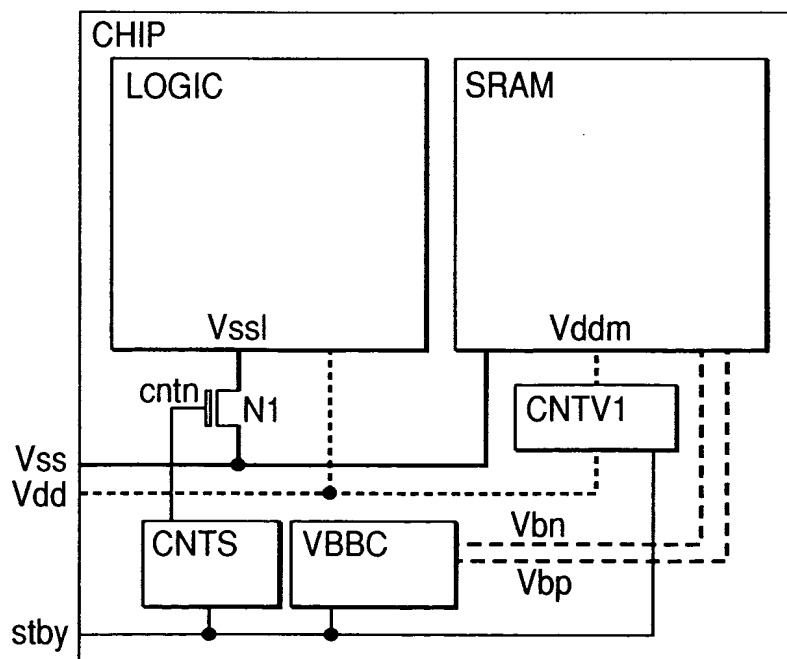 CHIP
LOGIC
SRAM
Vssl
Vddm
cntn
N1
CNTV1
Vss
Vdd
CNTS
VBBC
Vbn
Vbp
stby